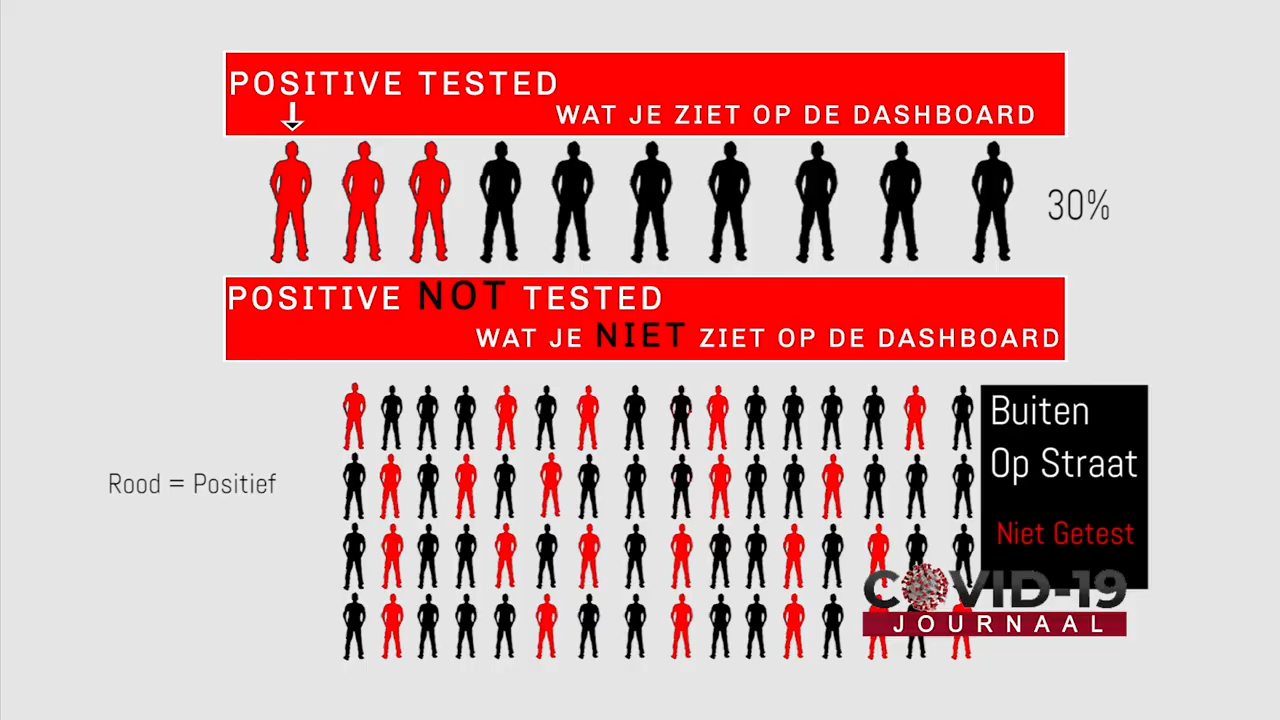 POSITIVE TESTED
WAT JE ZIET OP DE DASHBOARD
30%
POSITIVE NOT TESTED
WAT JE NIET ZIET OP DE DASHBOARD
Rood = Positief
Buiten
Op Straat
Niet Getest
COVID-19
JOURNAAL